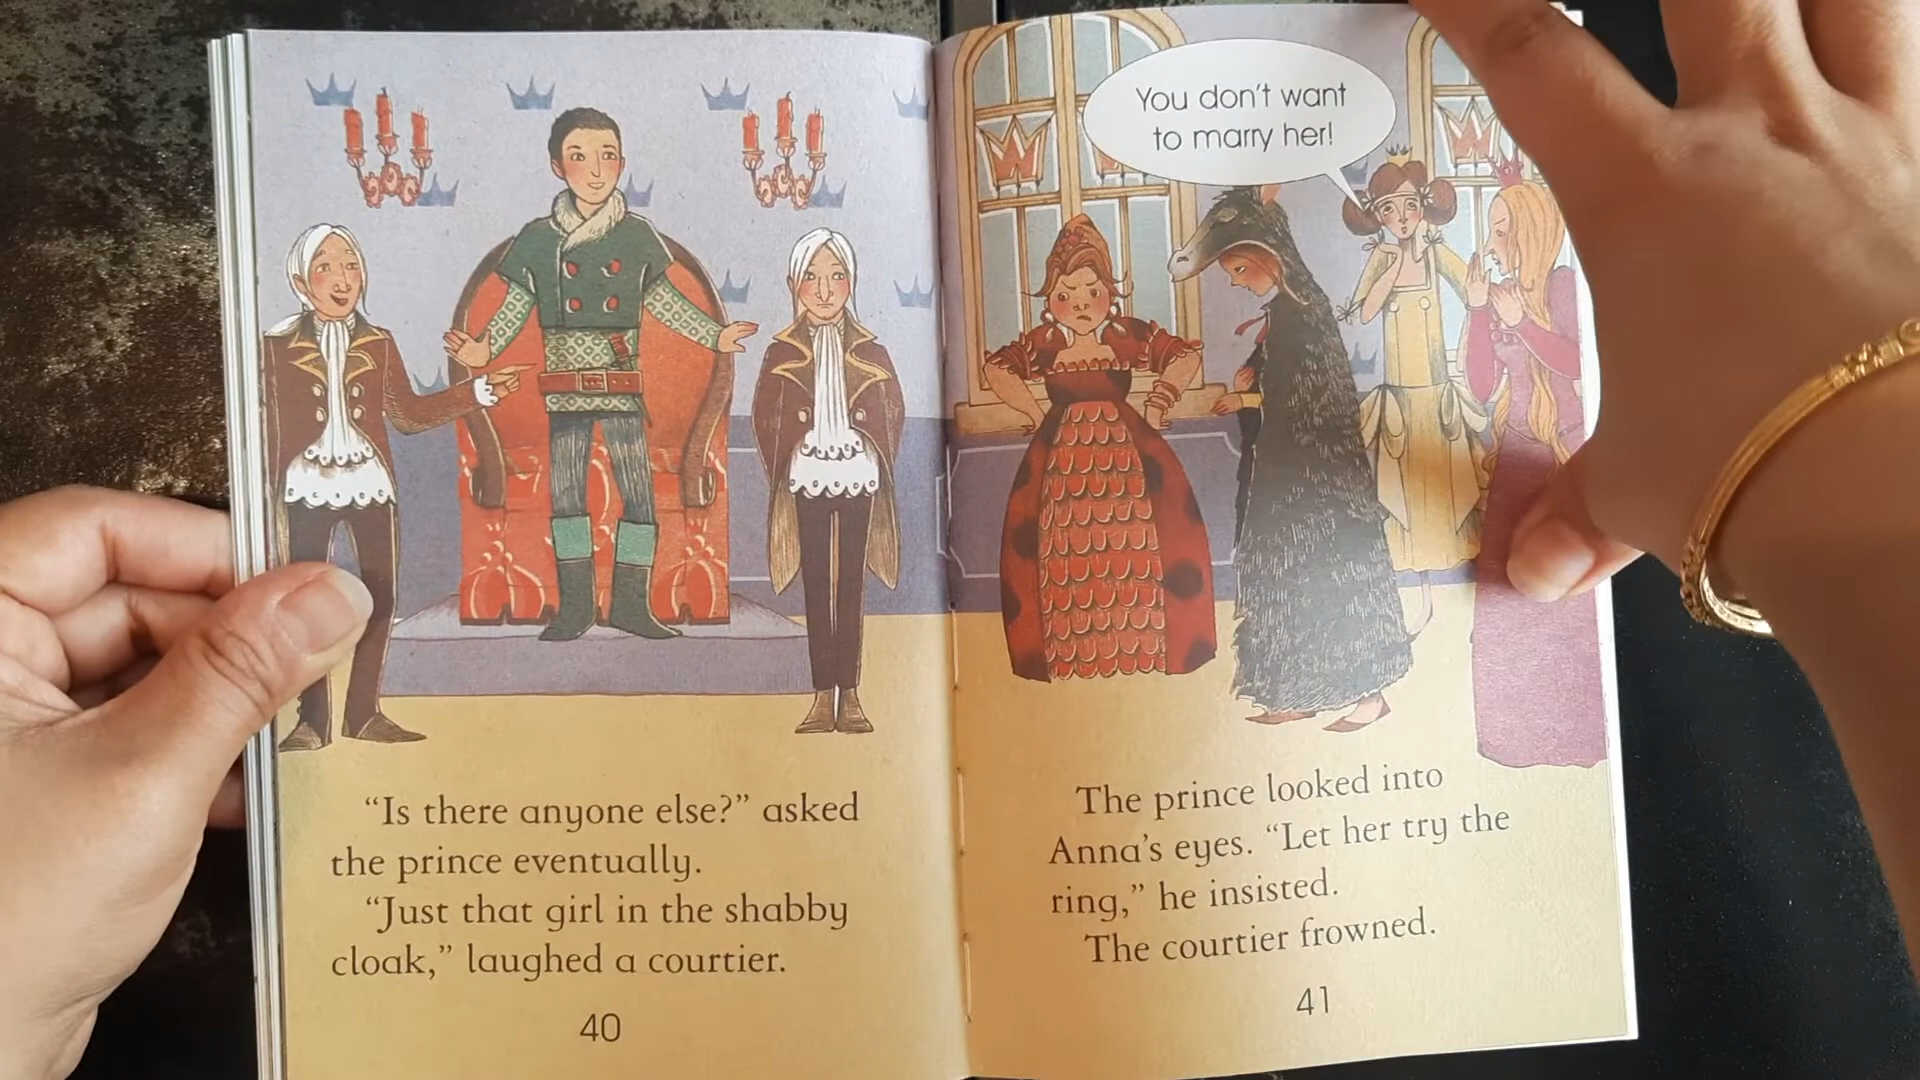 “Is there anyone else?” asked
the prince eventually.
“Just that girl in the shabby
cloak,” laughed a courtier.
40
You don’t want
to marry her!
W
W
The prince looked into
Anna’s eyes. “Let her try the
ring,” he insisted.
The courtier frowned.
41